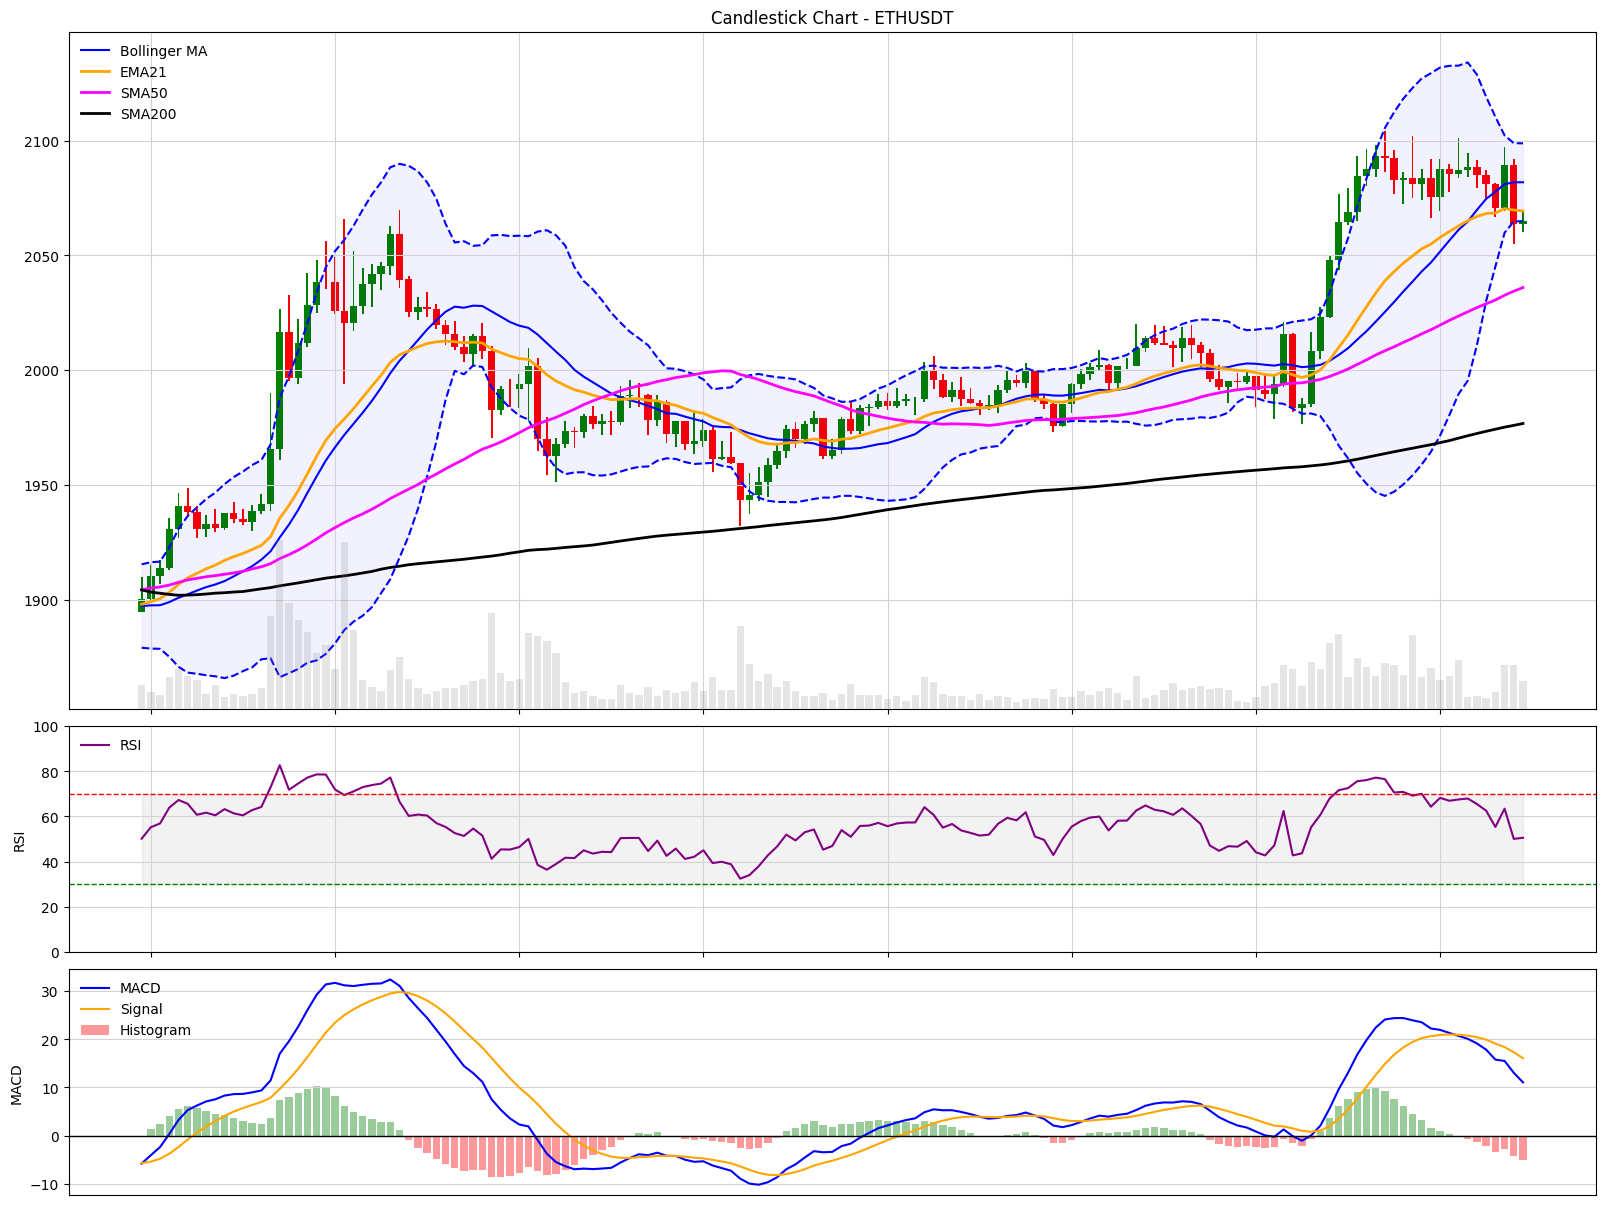 Candlestick Chart - ETHUSDT
Bollinger MA
EMA21
SMA50
SMA200
2100
2050
2000
1950
1900
RSI
100
80
60
40
20
0
RSI
MACD
Signal
Histogram
30
20
10
0
−10
MACD